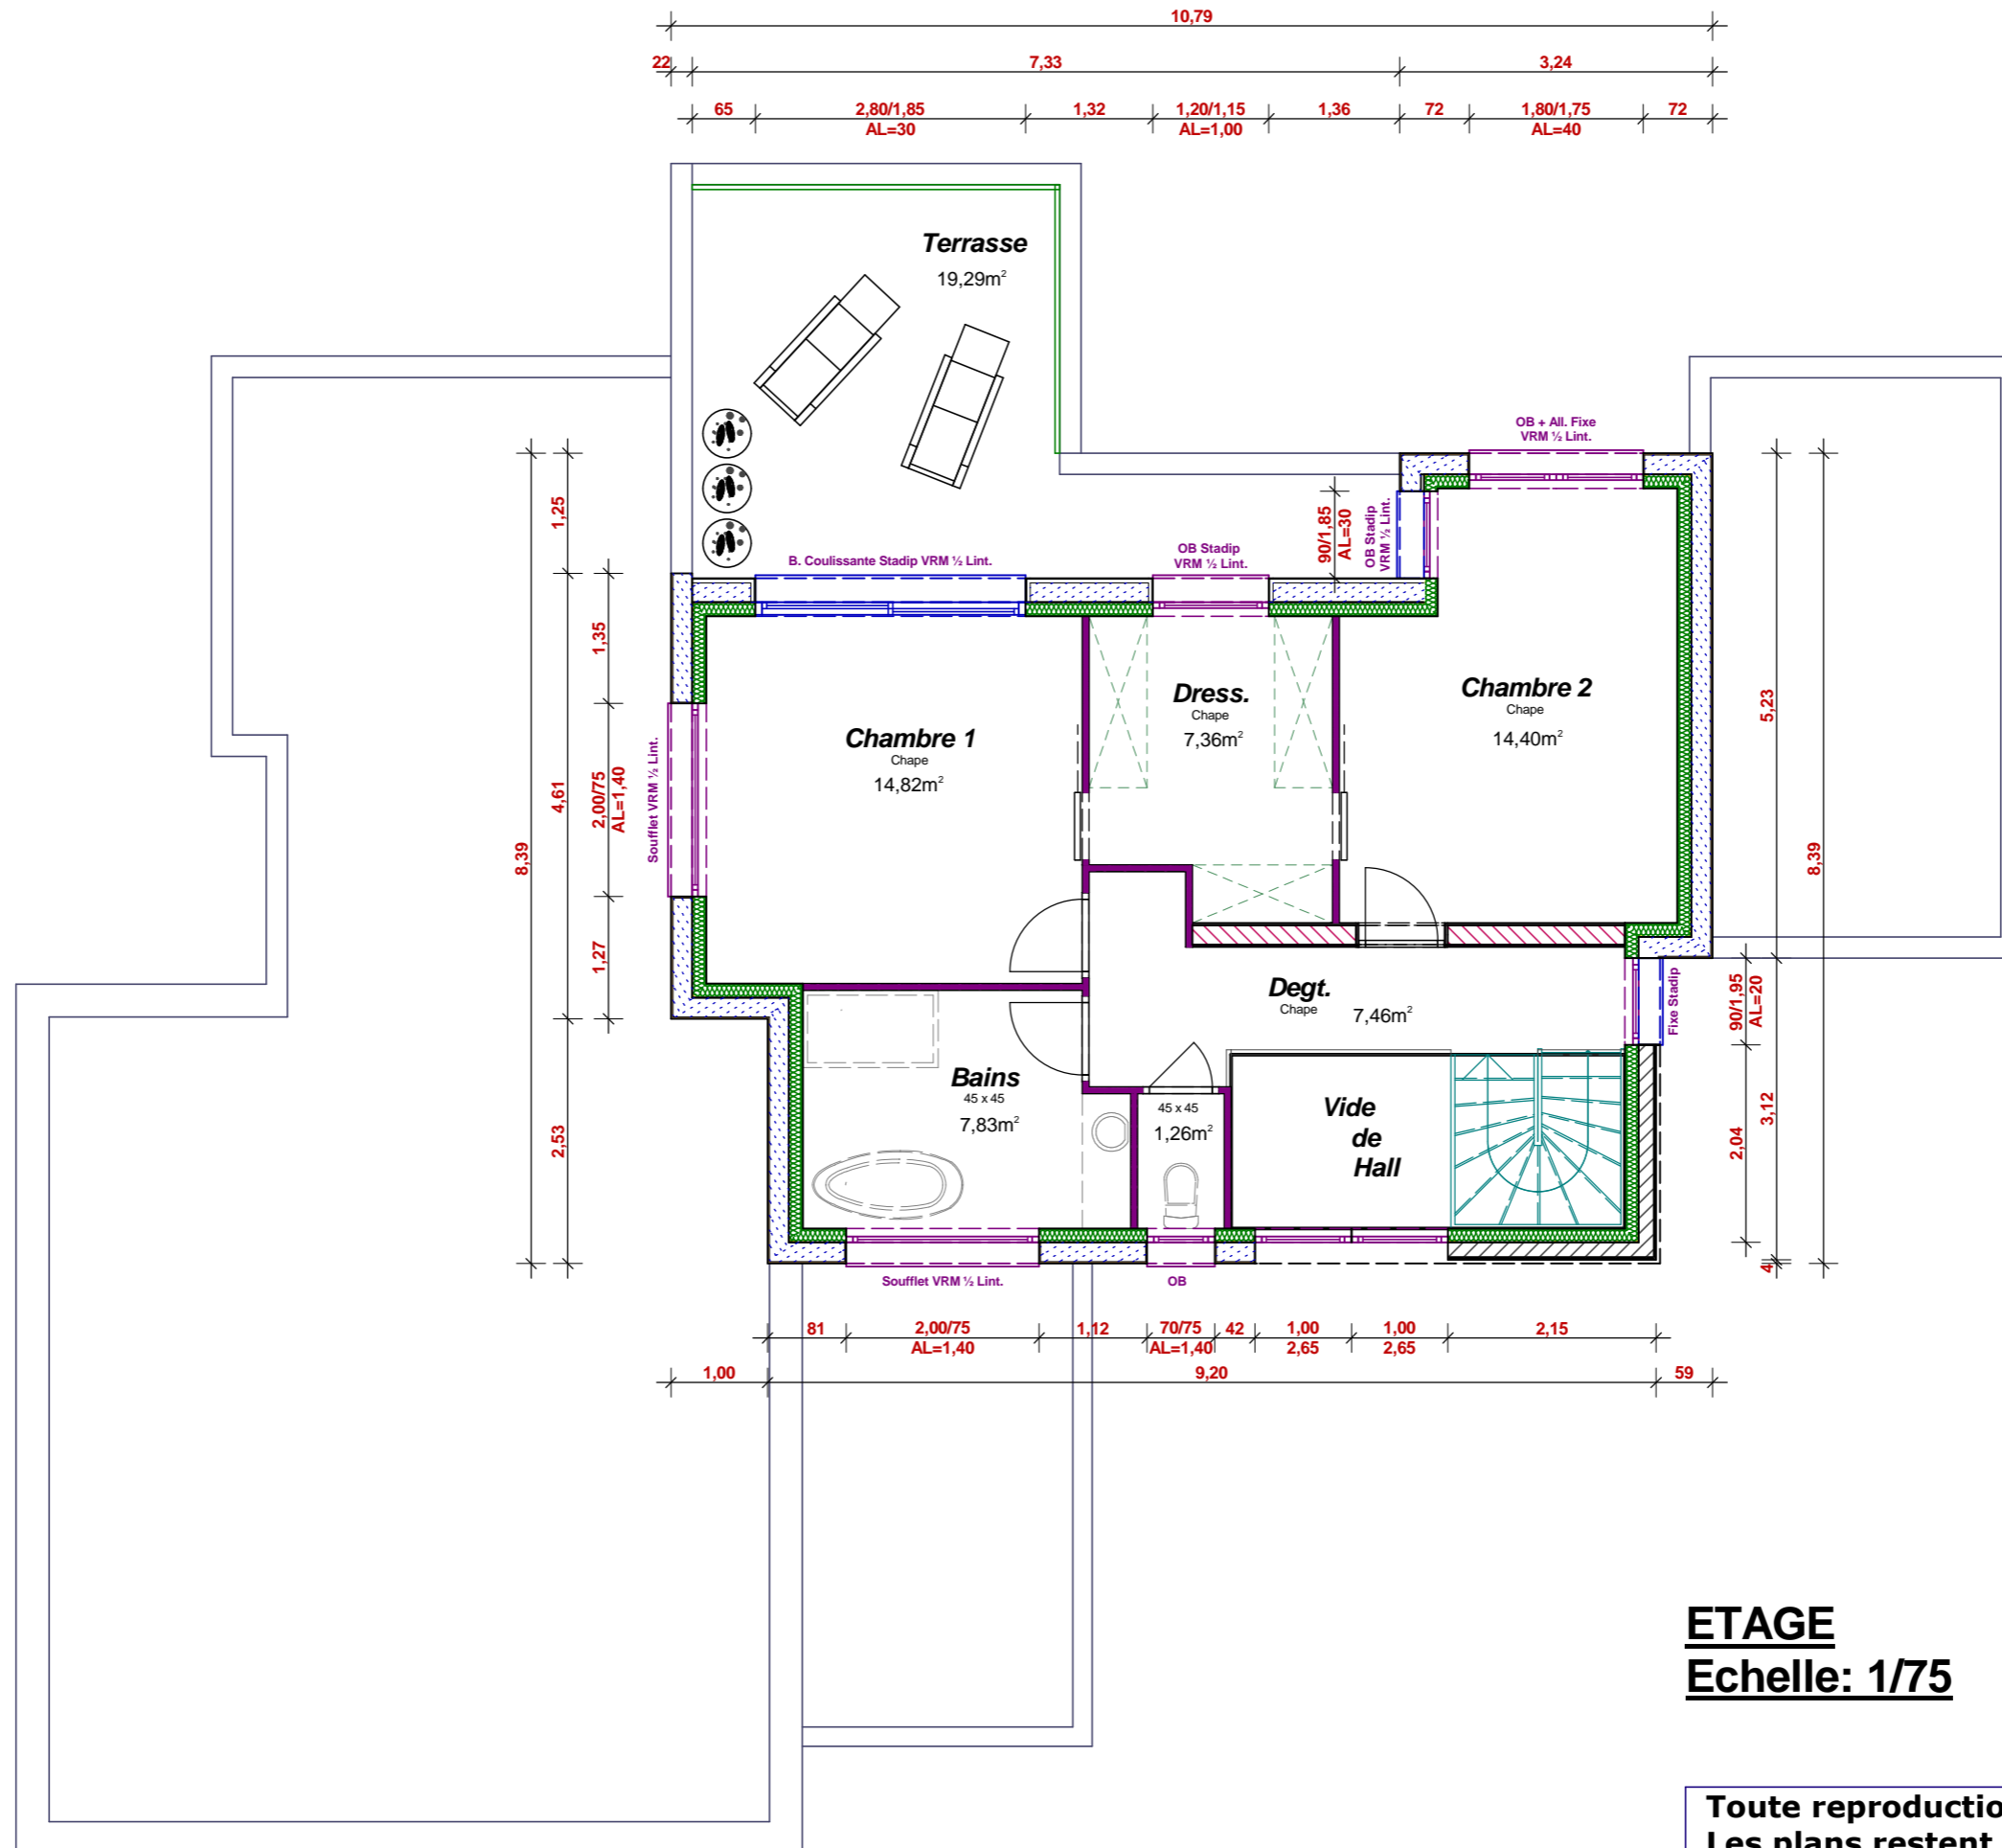 10,79
22
7,33
3,24
65
2,80/1,85
AL=30
1,32
1,20/1,15
AL=1,00
1,36
72
1,80/1,75
AL=40
72
Terrasse
19,29m²
OB + All. Fixe
VRM ½ Lint.
90/1,85
AL=30
OB Stadip
VRM ½ Lint.
B. Coulissante Stadip VRM ½ Lint.
OB Stadip
VRM ½ Lint.
8,39
1,25
4,61
2,53
1,35
2,00/75
AL=1,40
1,27
Soufflet VRM ½ Lint.
Chambre 1
Chape
14,82m²
Dress.
Chape
7,36m²
Chambre 2
Chape
14,40m²
5,23
8,39
Degt.
Chape
7,46m²
Fixe Stadip
90/1,95
AL=20
3,12
2,04
4
Bains
45 x 45
7,83m²
45 x 45
1,26m²
Vide
de
Hall
Soufflet VRM ½ Lint.
OB
81
2,00/75
AL=1,40
1,12
70/75
AL=1,40
42
1,00
2,65
1,00
2,65
2,15
1,00
9,20
59
ETAGE
Echelle: 1/75
Toute reproductio
Les plans restent